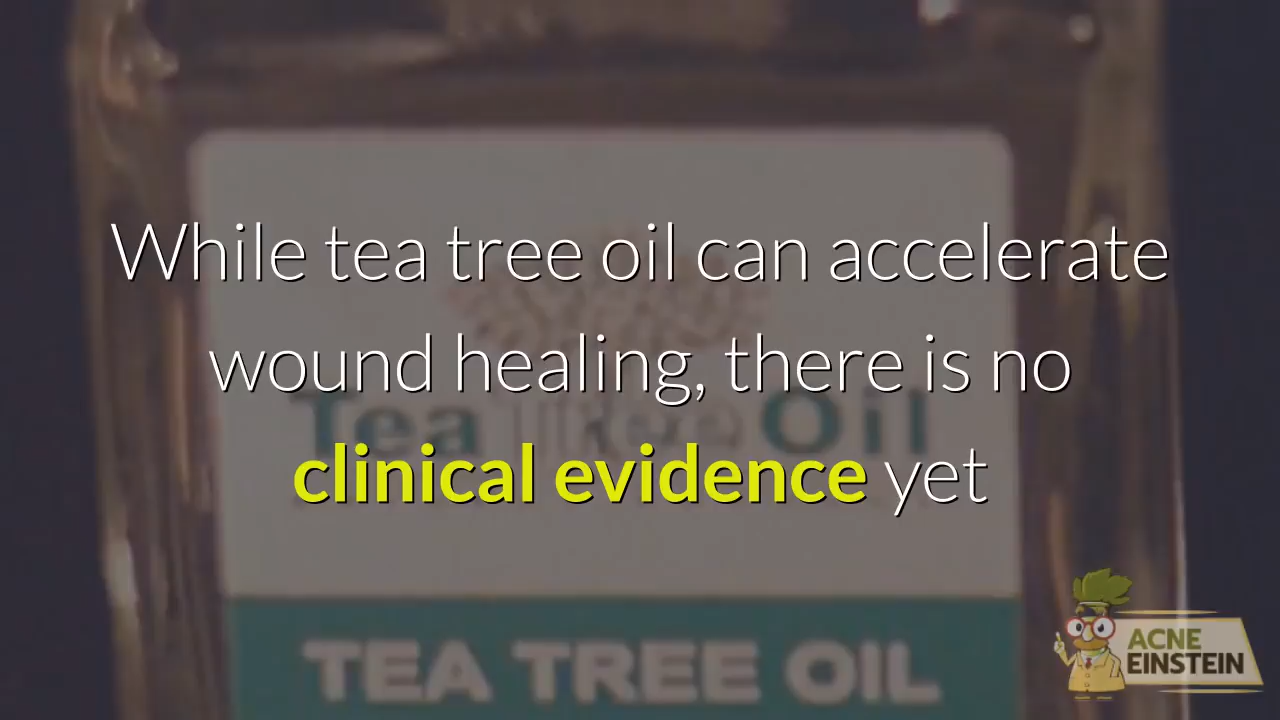 While tea tree oil can accelerate
wound healing, there is no
Tea Tree Oil
clinical evidence yet
TEA TREE OIL
ACNE
EINSTEIN